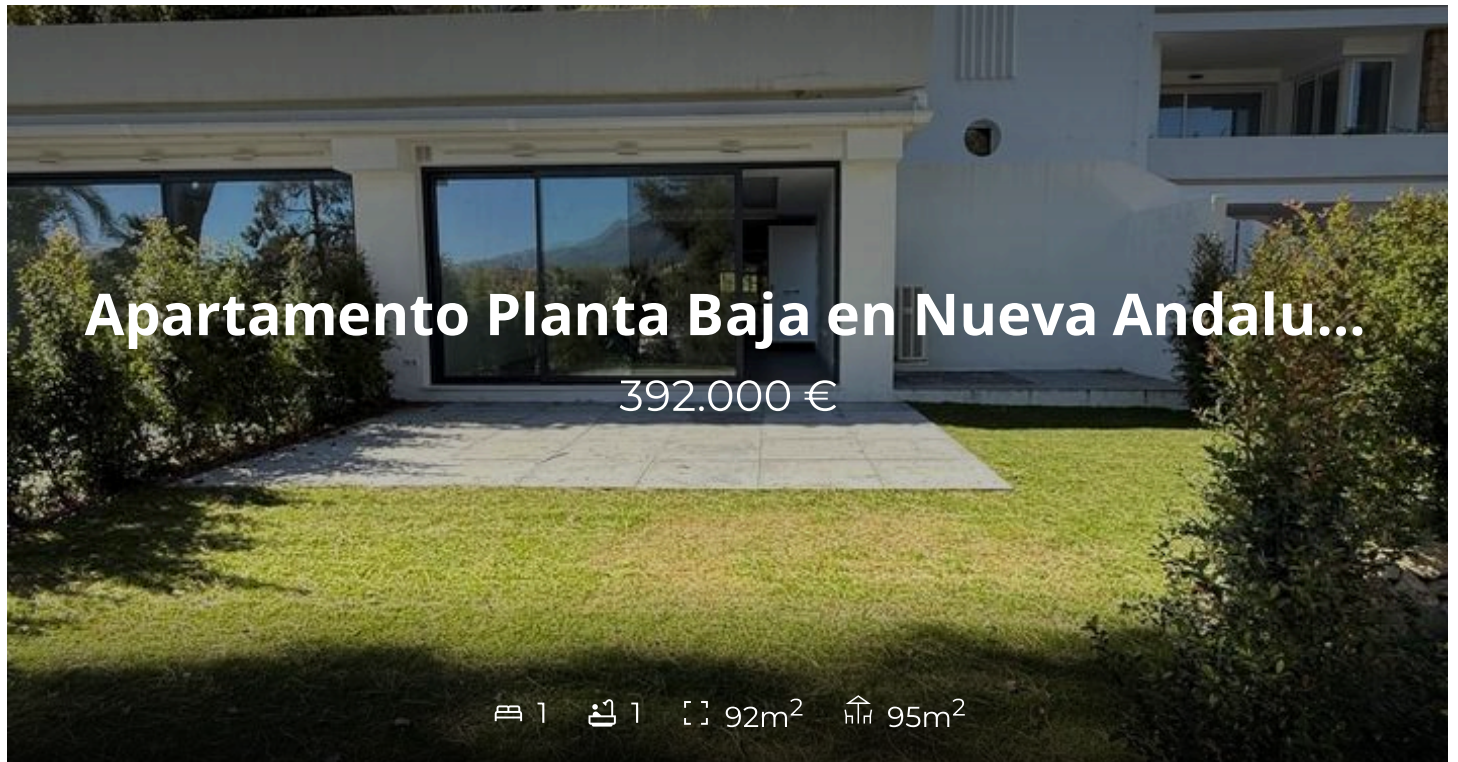 Apartamento Planta Baja en Nueva Andalu...
392.000 €
1 1 92m² 95m²